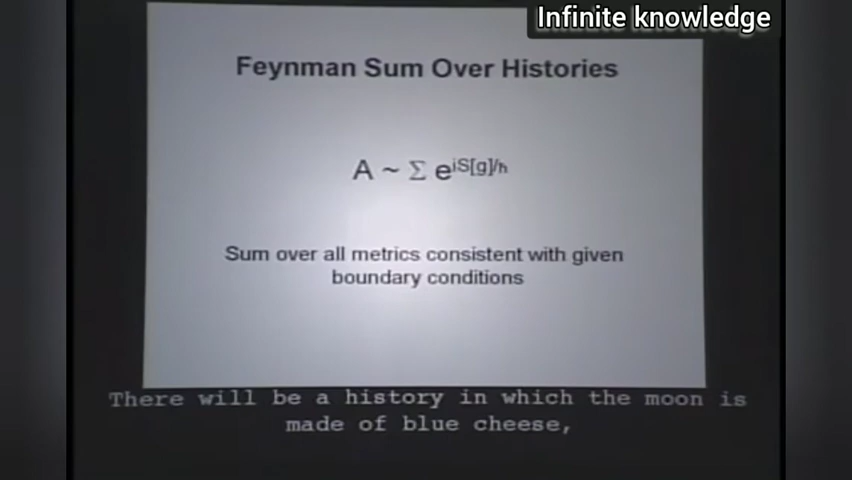 Infinite knowledge
Feynman Sum Over Histories
A ~ Σ e^iS[g]/ħ
Sum over all metrics consistent with given
boundary conditions
There will be a history in which the moon is
made of blue cheese,